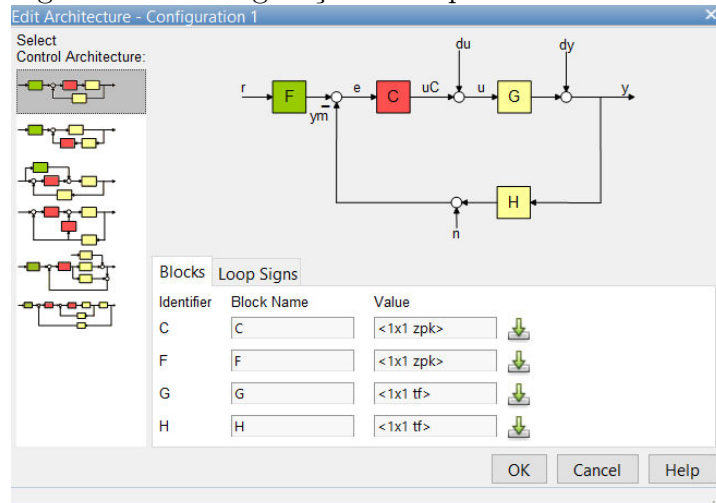 Edit Architecture - Configuration 1
Select
Control Architecture:
du
dy
r
F
e
C
uC
u
G
y
ym
H
n
Blocks
Loop Signs
Identifier
Block Name
Value
C
C
<1x1 zpk>
F
F
<1x1 zpk>
G
G
<1x1 tf>
H
H
<1x1 tf>
OK
Cancel
Help